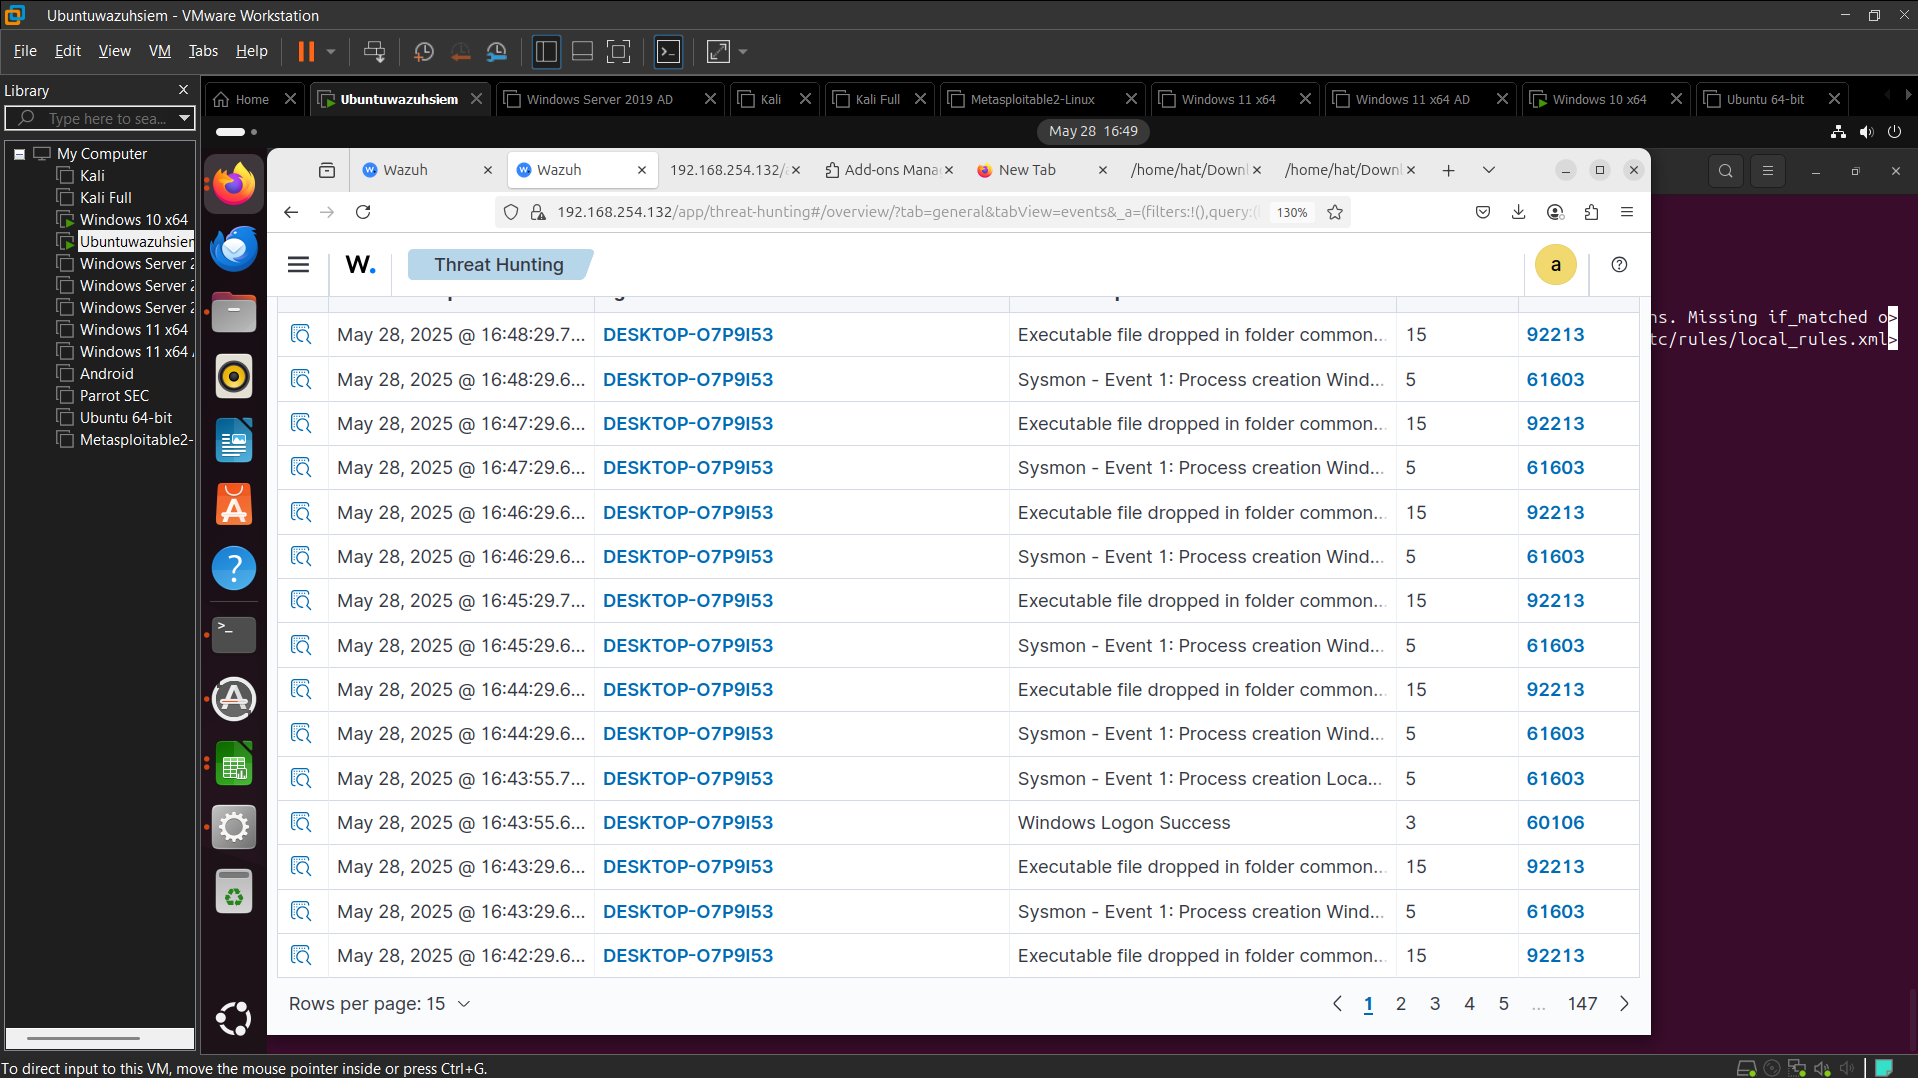 Ubuntuwazuhsiem - VMware Workstation
File Edit View VM Tabs Help
Library
Type here to sea...
My Computer
Kali
Kali Full
Windows 10 x64
Ubuntuwazuhsien
Windows Server 2
Windows Server 2
Windows Server 2
Windows 11 x64
Windows 11 x64
Android
Parrot SEC
Ubuntu 64-bit
Metasploitable2-
Home
Ubuntuwazuhsiem
Windows Server 2019 AD
Kali
Kali Full
Metasploitable2-Linux
Windows 11 x64
Windows 11 x64 AD
Windows 10 x64
Ubuntu 64-bit
May 28 16:49
Wazuh
Wazuh
192.168.254.132/
Add-ons Mana
New Tab
/home/hat/Downl
/home/hat/Downl
192.168.254.132/app/threat-hunting#/overview/?tab=general&tabView=events&_a=(filters:!(),query:(
130%
W.
Threat Hunting
a
ns. Missing if_matched o>
tc/rules/local_rules.xml>
May 28, 2025 @ 16:48:29.7... DESKTOP-O7P9I53 Executable file dropped in folder common... 15 92213
May 28, 2025 @ 16:48:29.6... DESKTOP-O7P9I53 Sysmon - Event 1: Process creation Wind... 5 61603
May 28, 2025 @ 16:47:29.6... DESKTOP-O7P9I53 Executable file dropped in folder common... 15 92213
May 28, 2025 @ 16:47:29.6... DESKTOP-O7P9I53 Sysmon - Event 1: Process creation Wind... 5 61603
May 28, 2025 @ 16:46:29.6... DESKTOP-O7P9I53 Executable file dropped in folder common... 15 92213
May 28, 2025 @ 16:46:29.6... DESKTOP-O7P9I53 Sysmon - Event 1: Process creation Wind... 5 61603
May 28, 2025 @ 16:45:29.7... DESKTOP-O7P9I53 Executable file dropped in folder common... 15 92213
May 28, 2025 @ 16:45:29.6... DESKTOP-O7P9I53 Sysmon - Event 1: Process creation Wind... 5 61603
May 28, 2025 @ 16:44:29.6... DESKTOP-O7P9I53 Executable file dropped in folder common... 15 92213
May 28, 2025 @ 16:44:29.6... DESKTOP-O7P9I53 Sysmon - Event 1: Process creation Wind... 5 61603
May 28, 2025 @ 16:43:55.7... DESKTOP-O7P9I53 Sysmon - Event 1: Process creation Loca... 5 61603
May 28, 2025 @ 16:43:55.6... DESKTOP-O7P9I53 Windows Logon Success 3 60106
May 28, 2025 @ 16:43:29.6... DESKTOP-O7P9I53 Executable file dropped in folder common... 15 92213
May 28, 2025 @ 16:43:29.6... DESKTOP-O7P9I53 Sysmon - Event 1: Process creation Wind... 5 61603
May 28, 2025 @ 16:42:29.6... DESKTOP-O7P9I53 Executable file dropped in folder common... 15 92213
Rows per page: 15
1 2 3 4 5 ... 147
To direct input to this VM, move the mouse pointer inside or press Ctrl+G.